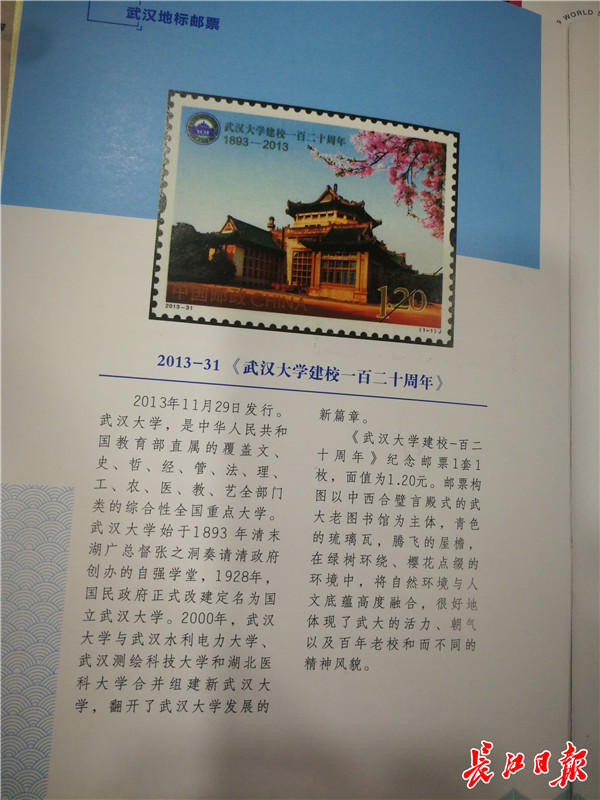 武汉地标邮票
9 WORLD S
武汉大学建校一百二十周年
1893—2013
中国邮政 CHINA
1.20
2013-31
(1-1)J
2013-31《武汉大学建校一百二十周年》
2013年11月29日发行。
武汉大学，是中华人民共和
国教育部直属的覆盖文、
史、哲、经、管、法、理、
工、农、医、教、艺全部门
类的综合性全国重点大学。
武汉大学始于1893 年清末
湖广总督张之洞奏请清政府
创办的自强学堂，1928年，
国民政府正式改建定名为国
立武汉大学。2000年，武汉
大学与武汉水利电力大学、
武汉测绘科技大学和湖北医
科大学合并组建新武汉大
学，翻开了武汉大学发展的
新篇章。
《武汉大学建校一百二
十周年》纪念邮票1套1
枚，面值为1.20元。邮票构
图以中西合璧宫殿式的武
大老图书馆为主体，青色
的琉璃瓦，腾飞的屋檐，
在绿树环绕、樱花点缀的
环境中，将自然环境与人
文底蕴高度融合，很好地
体现了武大的活力、朝气
以及百年老校和而不同的
精神风貌。
长江日报